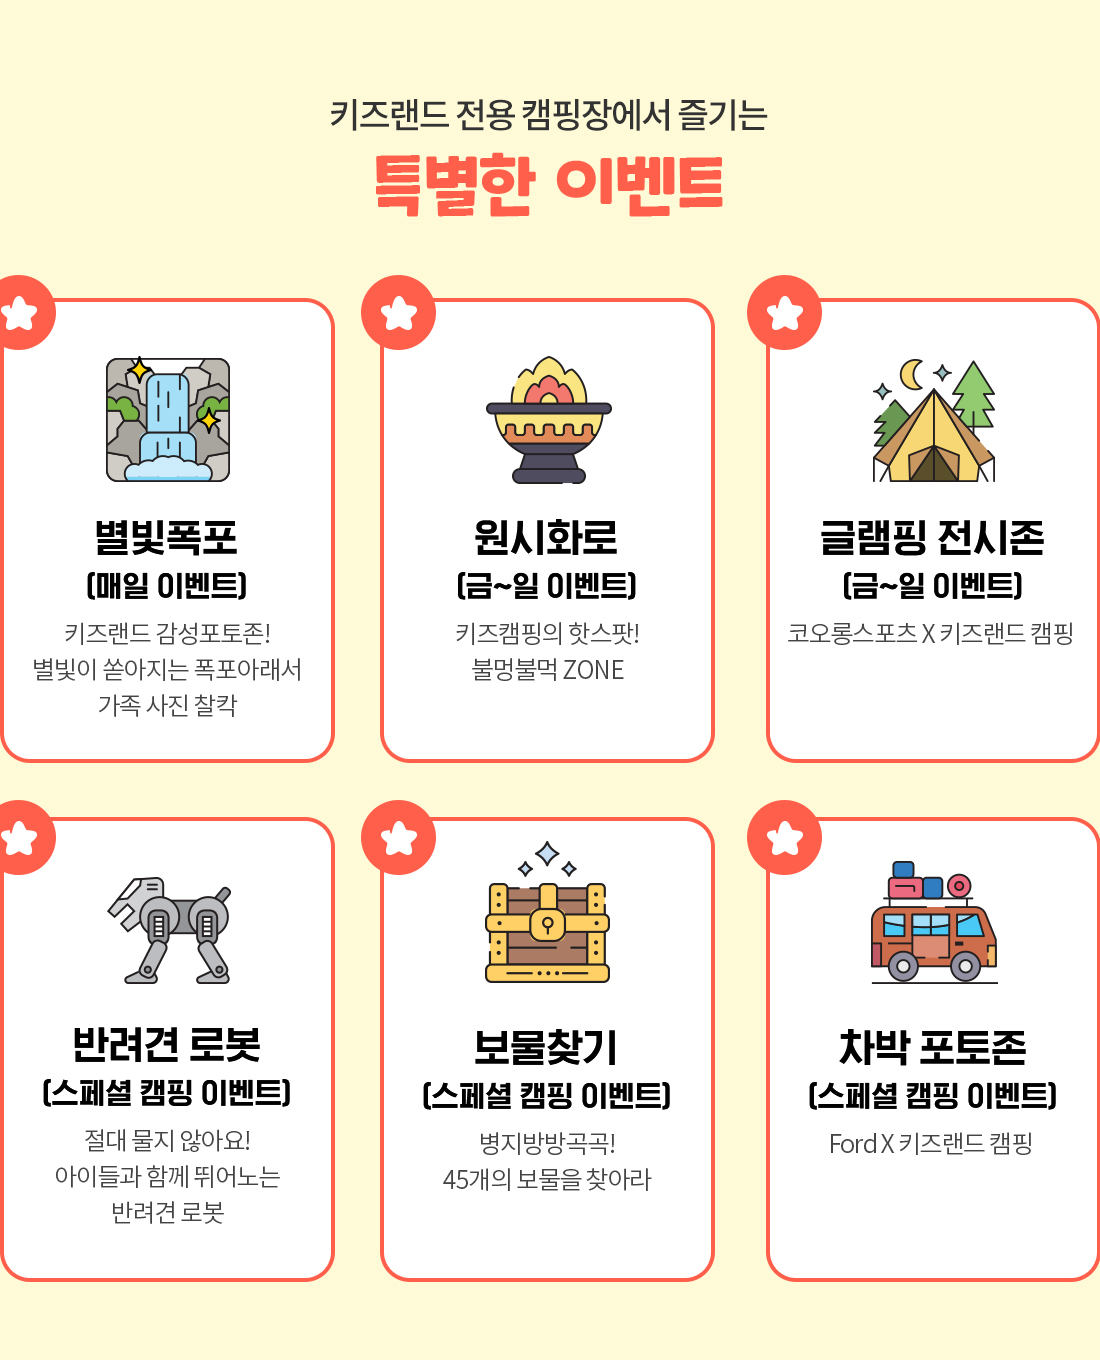 키즈랜드 전용 캠핑장에서 즐기는
특별한 이벤트
별빛폭포
(매일 이벤트)
키즈랜드 감성포토존!
별빛이 쏟아지는 폭포아래서
가족 사진 찰칵
원시화로
(금~일 이벤트)
키즈캠핑의 핫스팟!
불멍불먹 ZONE
글램핑 전시존
(금~일 이벤트)
코오롱스포츠 X 키즈랜드 캠핑
반려견 로봇
(스페셜 캠핑 이벤트)
절대 물지 않아요!
아이들과 함께 뛰어노는
반려견 로봇
보물찾기
(스페셜 캠핑 이벤트)
병지방방곡곡!
45개의 보물을 찾아라
차박 포토존
(스페셜 캠핑 이벤트)
Ford X 키즈랜드 캠핑